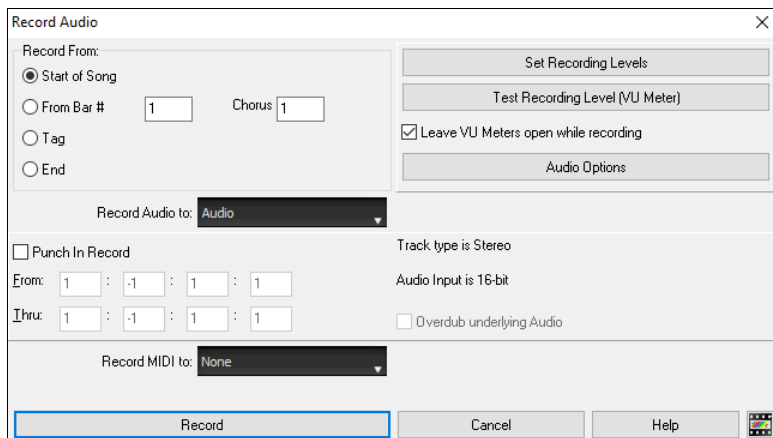 Record Audio
Record From:
Start of Song
From Bar # 1 Chorus 1
Tag
End
Set Recording Levels
Test Recording Level (VU Meter)
Leave VU Meters open while recording
Audio Options
Record Audio to: Audio
Punch In Record
From: 1 : -1 : 1 : 1
Thru: 1 : -1 : 1 : 1
Track type is Stereo
Audio Input is 16-bit
Overdub underlying Audio
Record MIDI to: None
Record Cancel Help